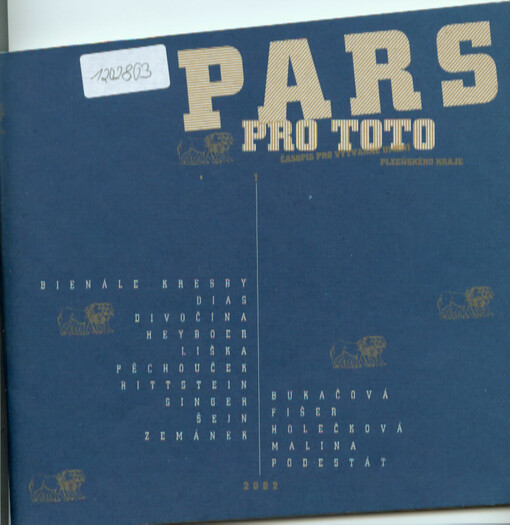 1202803
PARS
PRO TOTO
ČASOPIS PRO VÝTVARNÉ UMĚNÍ
PLZEŇSKÉHO KRAJE
1
BIENÁLE KRESBY
DIAS
DIVOČINA
HEYBOER
LIŠKA
PĚCHOUČEK
RITTSTEIN
SINGER
ŠEJN
ZEMÁNEK
BUKAČOVÁ
FIŠER
HOLEČKOVÁ
MALINA
PODESTÁT
2002